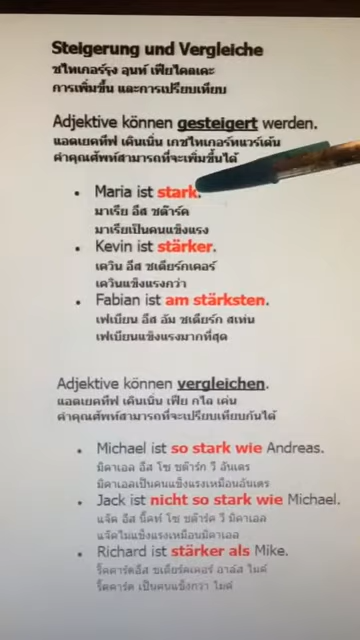 Steigerung und Vergleiche
ชไทเกอร์รุง อุนท์ เฟียไคลเคะ
การเพิ่มขึ้น และการเปรียบเทียบ
Adjektive können gesteigert werden.
แอดเยคทีฟ เคินเน็น เกชไทเกอร์ทแวร์เด้น
คำคุณศัพท์สามารถที่จะเพิ่มขึ้นได้
• Maria ist stark.
มาเรีย อีส ชต๊าร์ค
มาเรียเป็นคนแข็งแรง
• Kevin ist stärker.
เควิน อีส ชเตียร์กเคอร์
เควินแข็งแรงกว่า
• Fabian ist am stärksten.
เฟเบียน อีส อัม ชเตียร์ก สเท่น
เฟเบียนแข็งแรงมากที่สุด
Adjektive können vergleichen.
แอดเยคทีฟ เคินเน็น เฟีย กไล เค่น
คำคุณศัพท์สามารถที่จะเปรียบเทียบกันได้
• Michael ist so stark wie Andreas.
มิคาเอล อีส โซ ชต๊าร์ก วี อันเดร
มิคาเอลเป็นคนแข็งแรงเหมือนอันเดร
• Jack ist nicht so stark wie Michael.
แจ๊ค อีส นิ๊คท์ โซ ชต๊าร์ค วี มิคาเอล
แจ๊คไม่แข็งแรงเหมือนมิคาเอล
• Richard ist stärker als Mike.
ริ๊คคาร์คอีส ชเตียร์คเคอร์ อาล์ส ไมค์
ริ๊คคาร์ค เป็นคนแข็งกว่า ไมค์